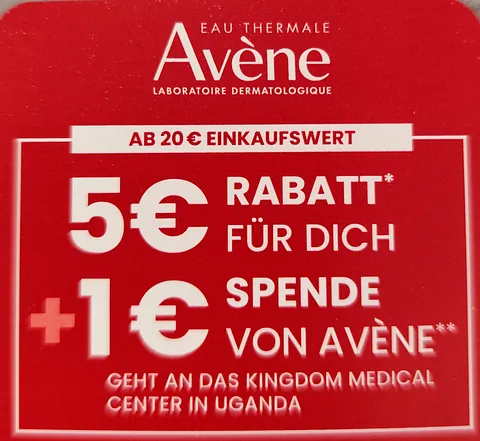 EAU THERMALE
Avène
LABORATOIRE DERMATOLOGIQUE
AB 20€ EINKAUFSWERT
5€ RABATT*
FÜR DICH
+1€ SPENDE
VON AVÈNE**
GEHT AN DAS KINGDOM MEDICAL
CENTER IN UGANDA